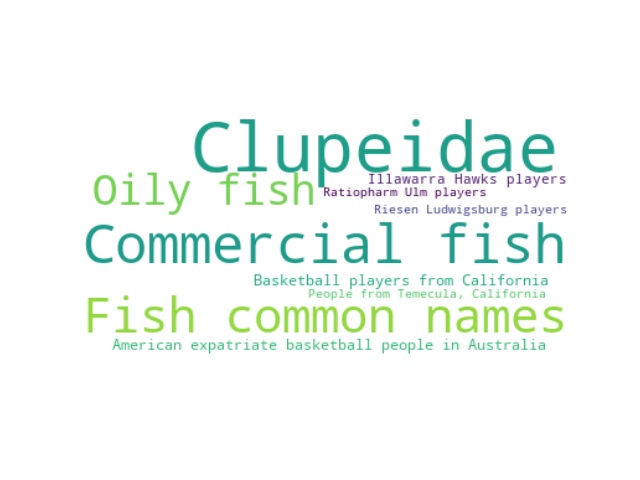 Clupeidae
Oily fish
Illawarra Hawks players
Ratiopharm Ulm players
Riesen Ludwigsburg players
Commercial fish
Basketball players from California
People from Temecula, California
Fish common names
American expatriate basketball people in Australia